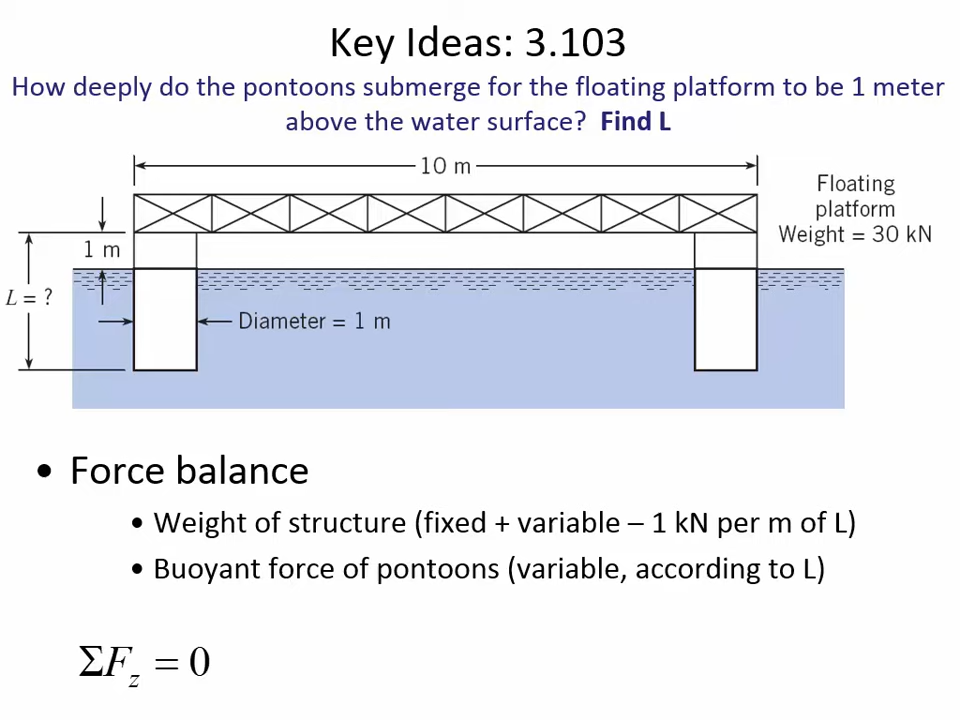 Key Ideas: 3.103
How deeply do the pontoons submerge for the floating platform to be 1 meter
above the water surface? Find L
10 m
Floating
platform
Weight = 30 kN
1 m
L = ?
Diameter = 1 m
• Force balance
• Weight of structure (fixed + variable – 1 kN per m of L)
• Buoyant force of pontoons (variable, according to L)
ΣF_z = 0